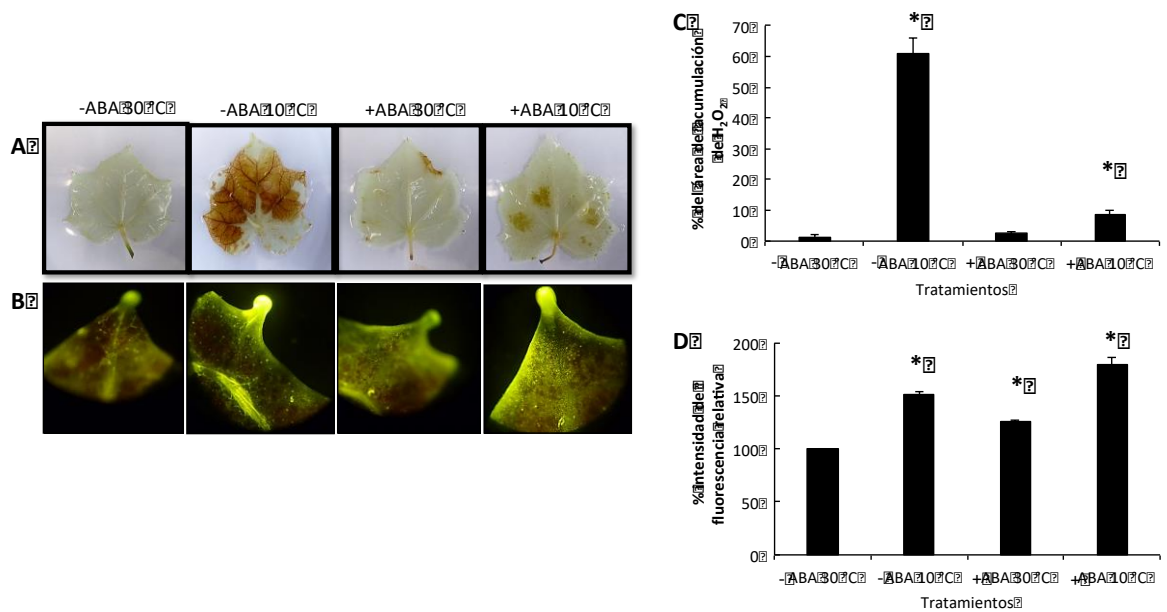 -ABA 30 °C
-ABA 10 °C
+ABA 30 °C
+ABA 10 °C
A
B
C
% del área de acumulación
de H₂O₂
70
60
50
40
30
20
10
0
*
*
- ABA 30 °C
- ABA 10 °C
+ ABA 30 °C
+ ABA 10 °C
Tratamientos
D
% intensidad de
fluorescencia relativa
200
150
100
50
0
*
*
*
- ABA 30 °C
- ABA 10 °C
+ ABA 30 °C
+ ABA 10 °C
Tratamientos